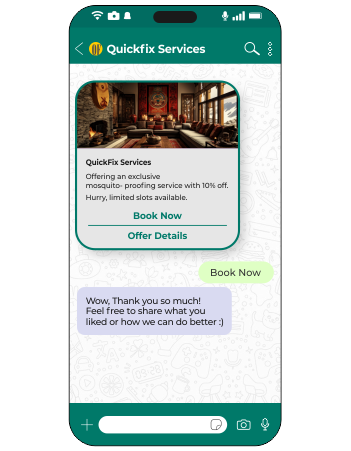 Quickfix Services
QuickFix Services
Offering an exclusive
mosquito- proofing service with 10% off.
Hurry, limited slots available.
Book Now
Offer Details
Book Now
Wow, Thank you so much!
Feel free to share what you
liked or how we can do better :)